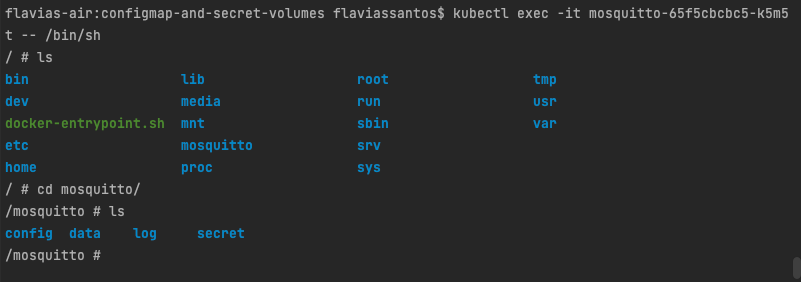 flavias-air:configmap-and-secret-volumes flaviassantos$ kubectl exec -it mosquitto-65f5cbcbc5-k5m5
t -- /bin/sh
/ # ls
bin lib root tmp
dev media run usr
docker-entrypoint.sh mnt sbin var
etc mosquitto srv
home proc sys
/ # cd mosquitto/
/mosquitto # ls
config data log secret
/mosquitto #